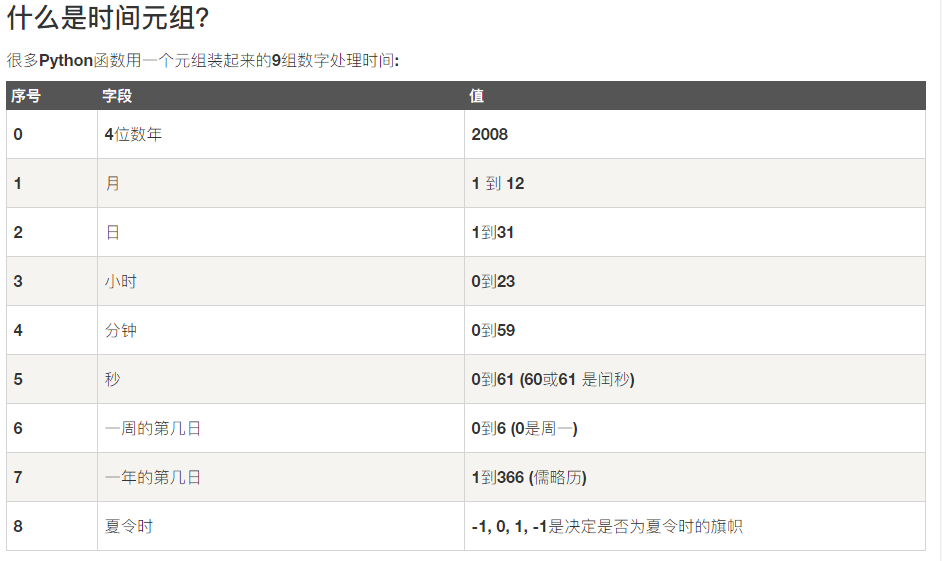 什么是时间元组?
很多Python函数用一个元组装起来的9组数字处理时间:
序号 字段 值
0 4位数年 2008
1 月 1 到 12
2 日 1到31
3 小时 0到23
4 分钟 0到59
5 秒 0到61 (60或61 是闰秒)
6 一周的第几日 0到6 (0是周一)
7 一年的第几日 1到366 (儒略历)
8 夏令时 -1, 0, 1, -1是决定是否为夏令时的旗帜